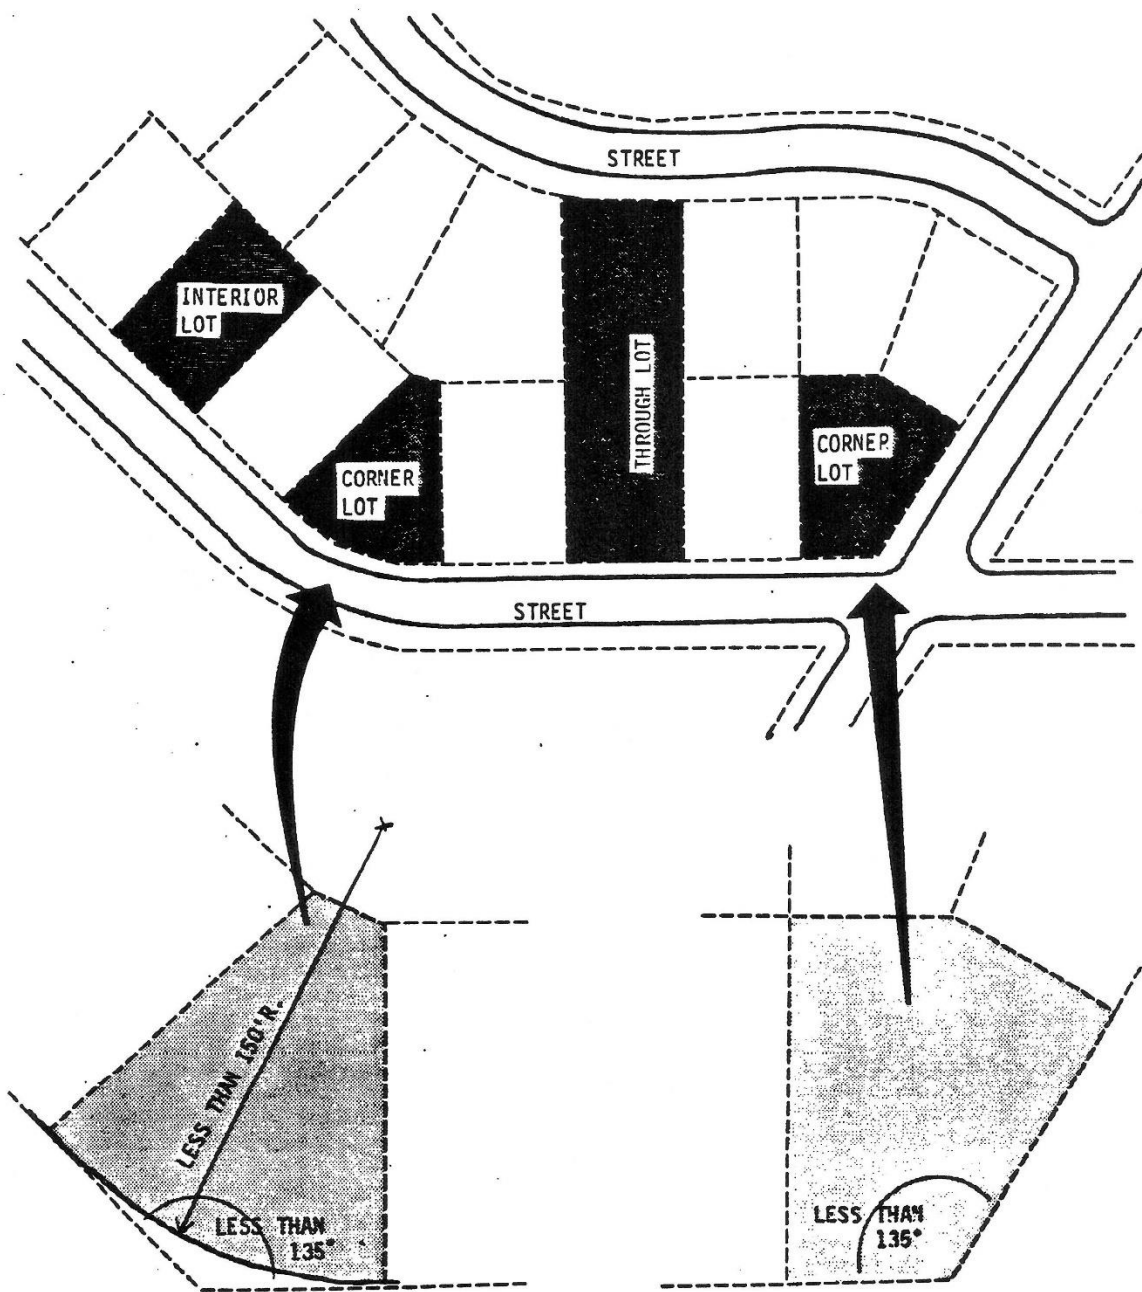 STREET
INTERIOR
LOT
THROUGH LOT
CORNER
LOT
CORNER
LOT
STREET
LESS THAN 150'R.
LESS THAN
135°
LESS THAN
135°